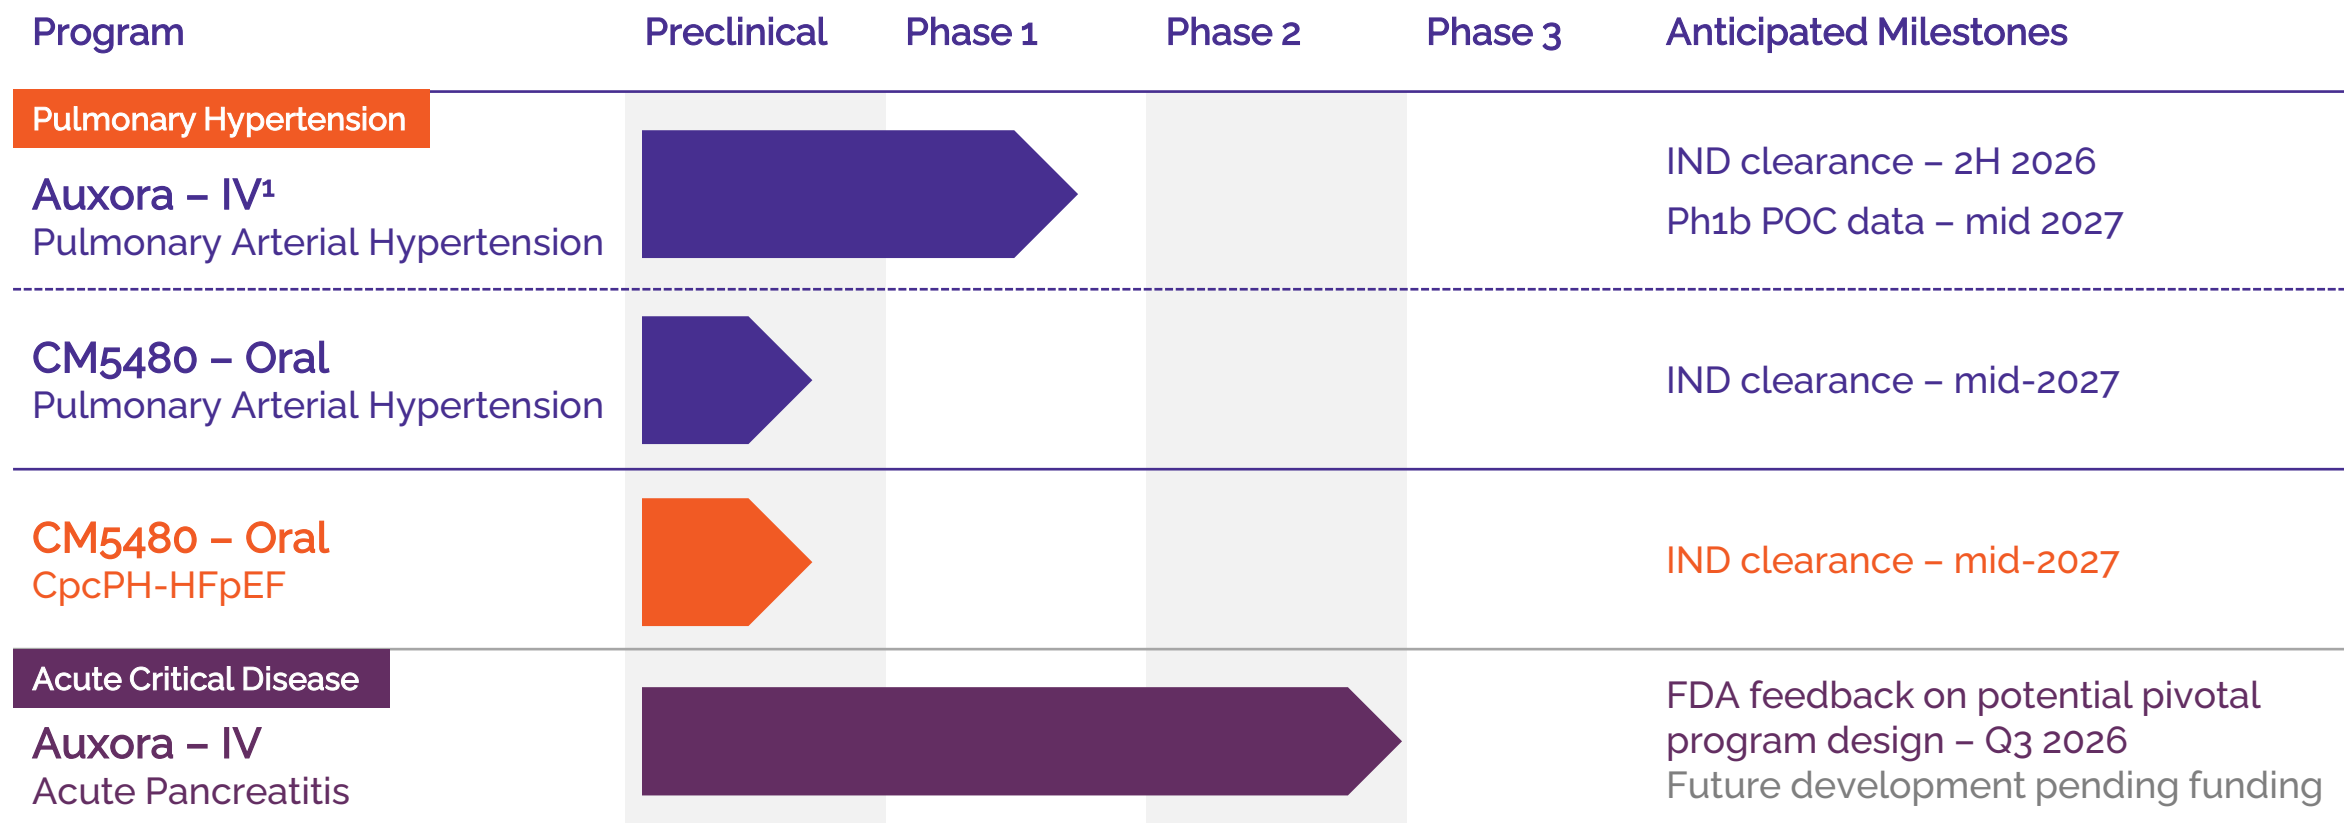 Program Preclinical Phase 1 Phase 2 Phase 3 Anticipated Milestones
Pulmonary Hypertension
Auxora – IV¹
Pulmonary Arterial Hypertension
IND clearance – 2H 2026
Ph1b POC data – mid 2027
CM5480 – Oral
Pulmonary Arterial Hypertension
IND clearance – mid-2027
CM5480 – Oral
CpcPH-HFpEF
IND clearance – mid-2027
Acute Critical Disease
Auxora – IV
Acute Pancreatitis
FDA feedback on potential pivotal
program design – Q3 2026
Future development pending funding